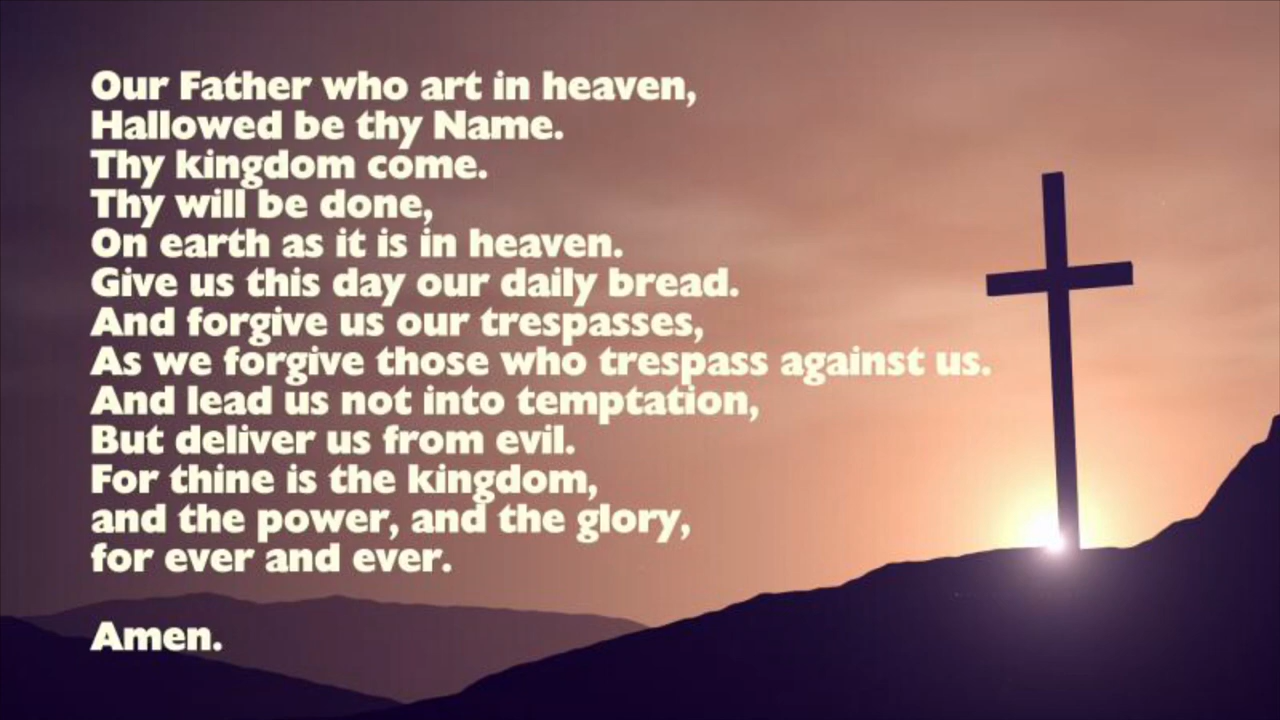 Our Father who art in heaven,
Hallowed be thy Name.
Thy kingdom come.
Thy will be done,
On earth as it is in heaven.
Give us this day our daily bread.
And forgive us our trespasses,
As we forgive those who trespass against us.
And lead us not into temptation,
But deliver us from evil.
For thine is the kingdom,
and the power, and the glory,
for ever and ever.
Amen.